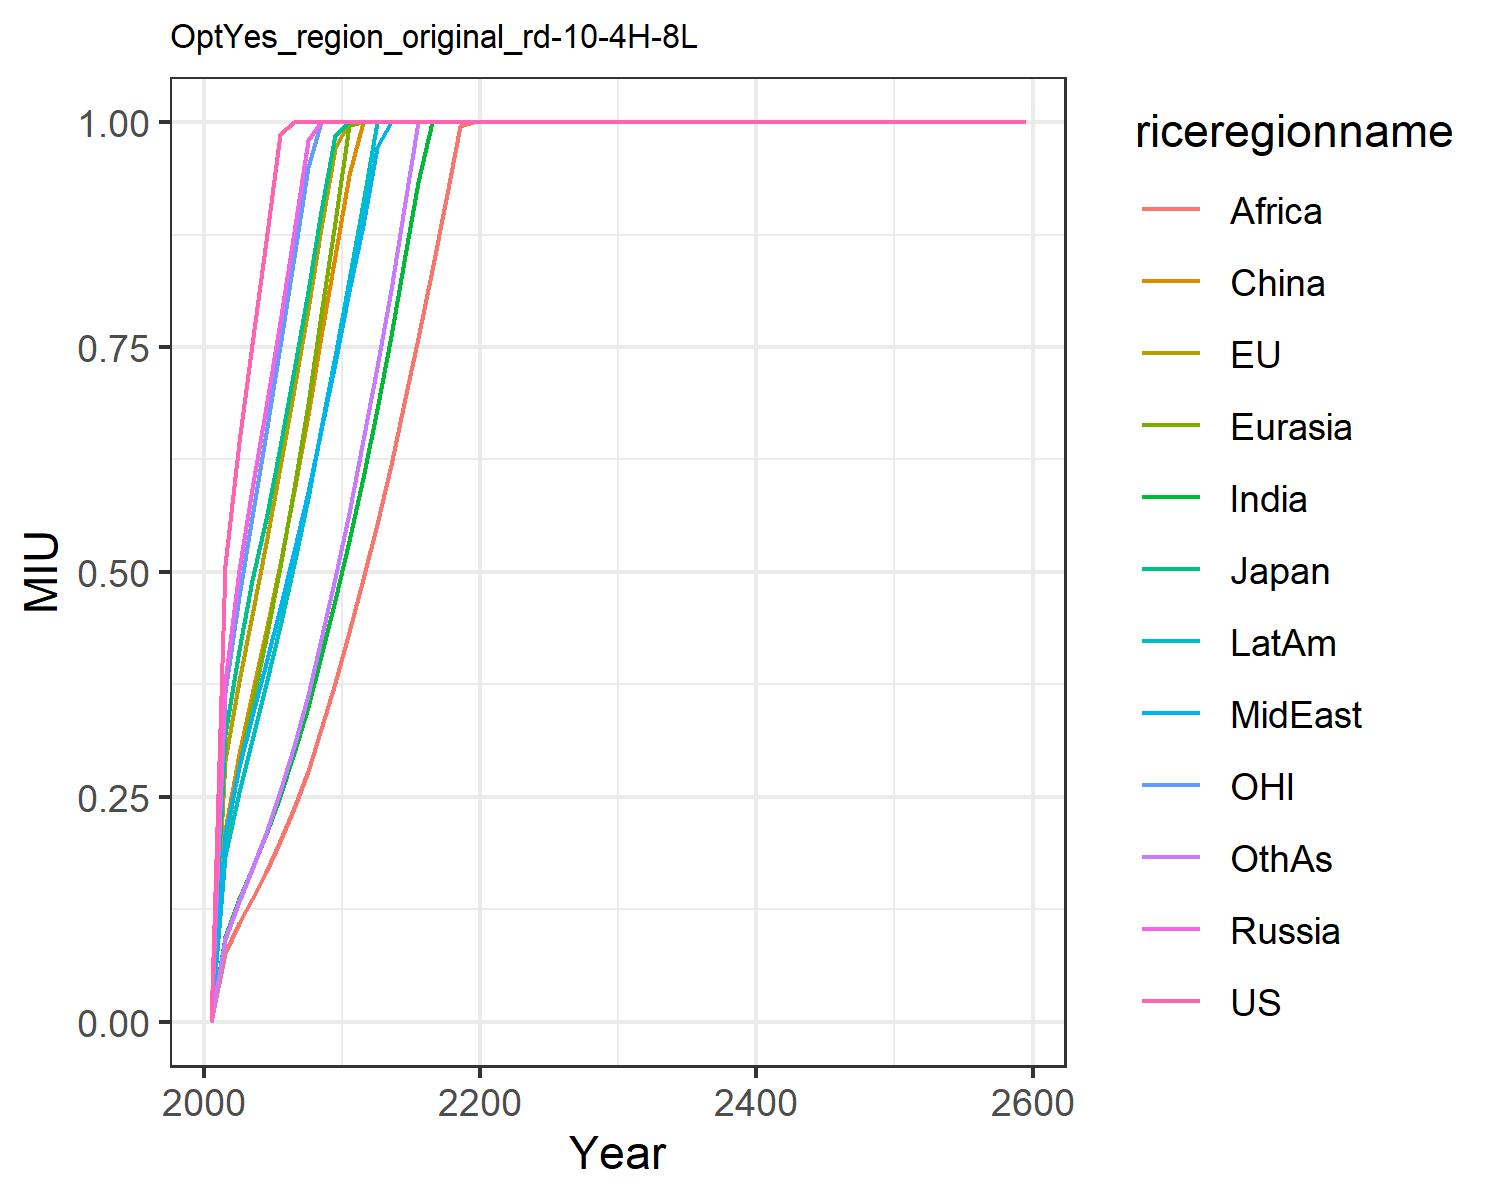 OptYes_region_original_rd-10-4H-8L
1.00
0.75
0.50
0.25
0.00
MIU
2000
2200
2400
2600
Year
riceregionname
Africa
China
EU
Eurasia
India
Japan
LatAm
MidEast
OHI
OthAs
Russia
US